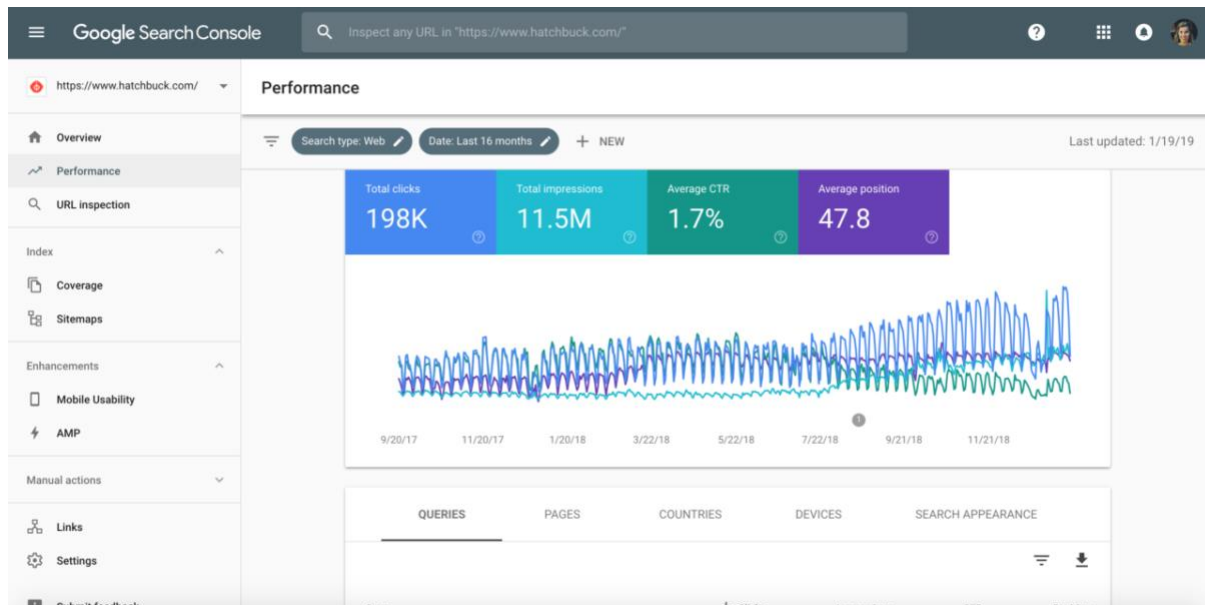 Google Search Console
Inspect any URL in "https://www.hatchbuck.com/"
https://www.hatchbuck.com/
Performance
Overview
Performance
URL inspection
Index
Coverage
Sitemaps
Enhancements
Mobile Usability
AMP
Manual actions
Links
Settings
Submit feedback
Search type: Web
Date: Last 16 months
NEW
Last updated: 1/19/19
Total clicks
198K
Total impressions
11.5M
Average CTR
1.7%
Average position
47.8
1
9/20/17 11/20/17 1/20/18 3/22/18 5/22/18 7/22/18 9/21/18 11/21/18
QUERIES PAGES COUNTRIES DEVICES SEARCH APPEARANCE